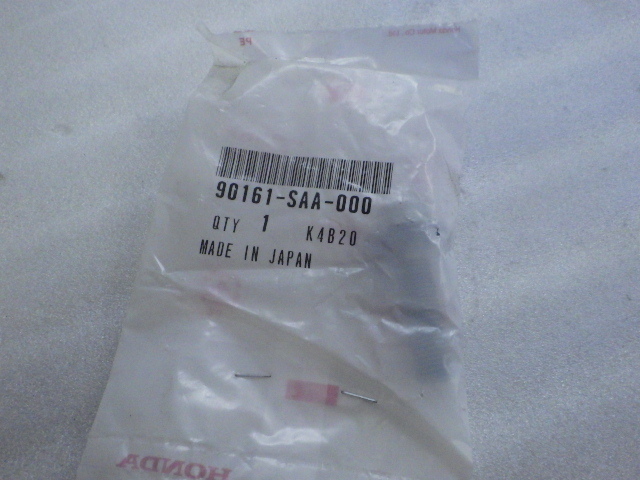 90161-SAA-000
QTY 1 K4B20
MADE IN JAPAN
HONDA